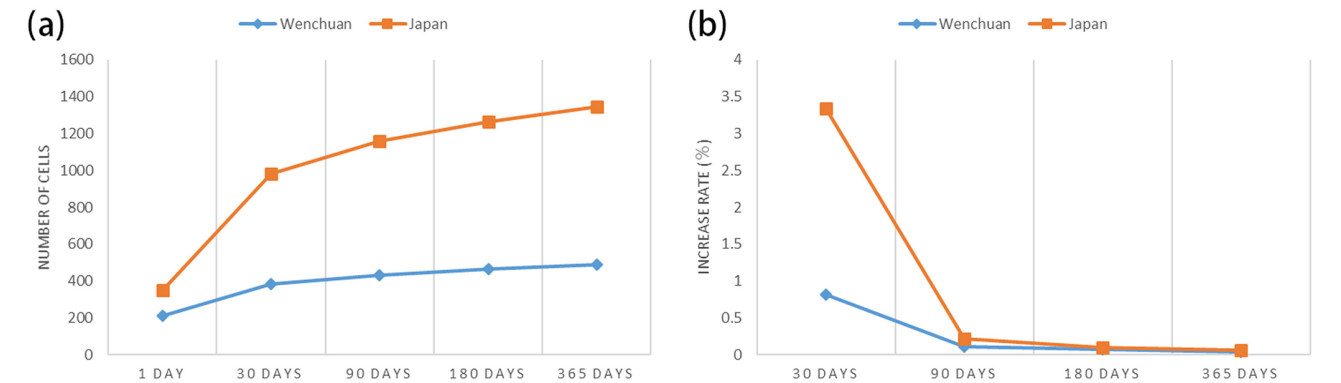 (a)
Wenchuan Japan
NUMBER OF CELLS
1600
1400
1200
1000
800
600
400
200
0
1 DAY 30 DAYS 90 DAYS 180 DAYS 365 DAYS
(b)
Wenchuan Japan
INCREASE RATE (%)
4
3.5
3
2.5
2
1.5
1
0.5
0
30 DAYS 90 DAYS 180 DAYS 365 DAYS